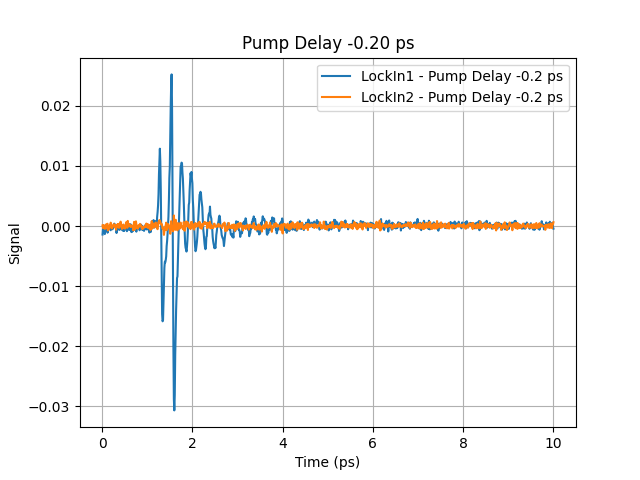 Pump Delay -0.20 ps
LockIn1 - Pump Delay -0.2 ps
LockIn2 - Pump Delay -0.2 ps
0.02
0.01
0.00
−0.01
−0.02
−0.03
Signal
0 2 4 6 8 10
Time (ps)